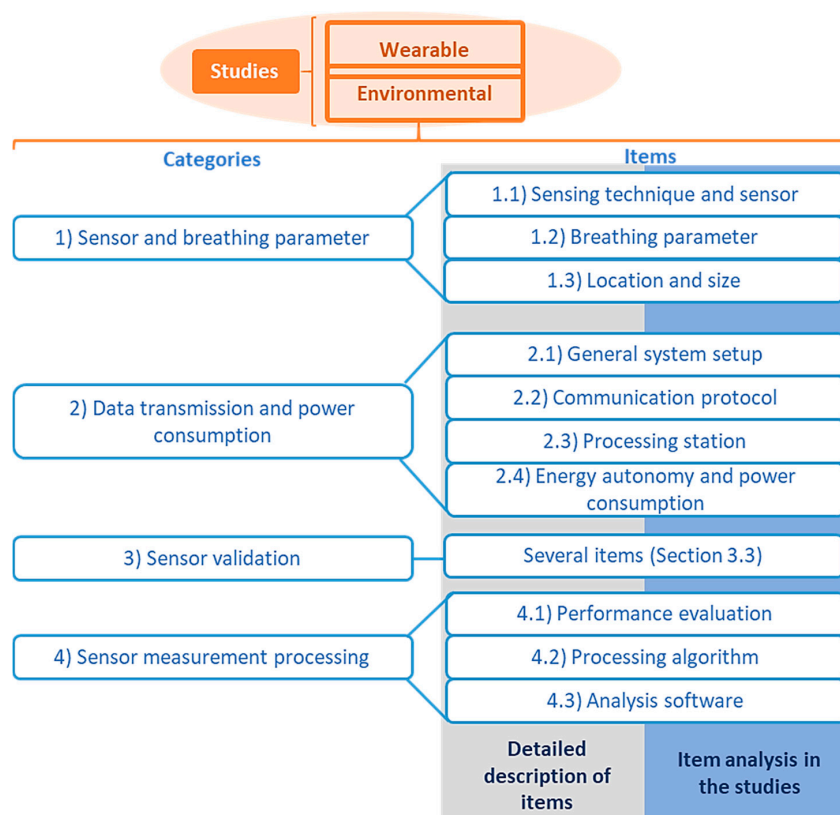 Studies
Wearable
Environmental
Categories
Items
1) Sensor and breathing parameter
1.1) Sensing technique and sensor
1.2) Breathing parameter
1.3) Location and size
2) Data transmission and power
consumption
2.1) General system setup
2.2) Communication protocol
2.3) Processing station
2.4) Energy autonomy and power
consumption
3) Sensor validation
Several items (Section 3.3)
4) Sensor measurement processing
4.1) Performance evaluation
4.2) Processing algorithm
4.3) Analysis software
Detailed
description of
items
Item analysis in
the studies